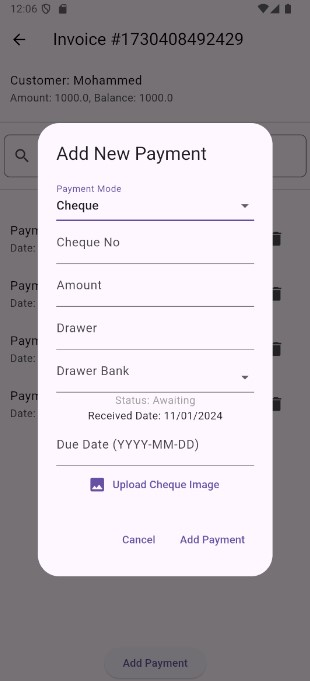 12:06
Invoice #1730408492429
Customer: Mohammed
Amount: 1000.0, Balance: 1000.0
Add New Payment
Payment Mode
Cheque
Cheque No
Amount
Drawer
Drawer Bank
Status: Awaiting
Received Date: 11/01/2024
Due Date (YYYY-MM-DD)
Upload Cheque Image
Cancel Add Payment
Paym
Date:
Paym
Date:
Paym
Date:
Paym
Date:
Add Payment